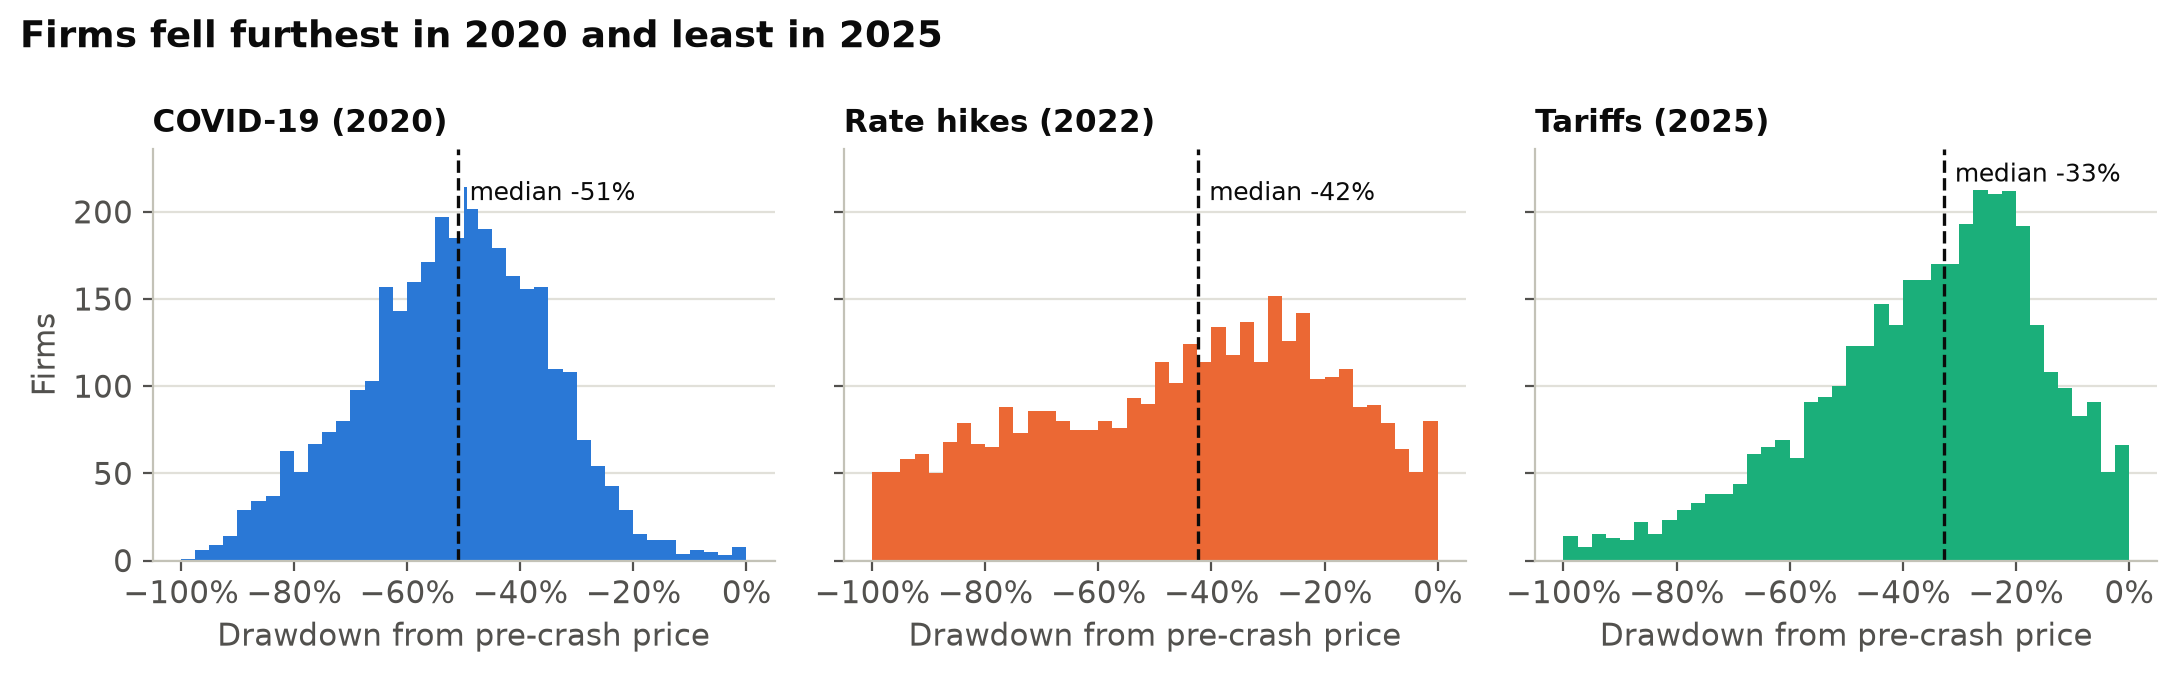 Firms fell furthest in 2020 and least in 2025
COVID-19 (2020)
median -51%
Firms
200
150
100
50
0
−100% −80% −60% −40% −20% 0%
Drawdown from pre-crash price
Rate hikes (2022)
median -42%
−100% −80% −60% −40% −20% 0%
Drawdown from pre-crash price
Tariffs (2025)
median -33%
−100% −80% −60% −40% −20% 0%
Drawdown from pre-crash price